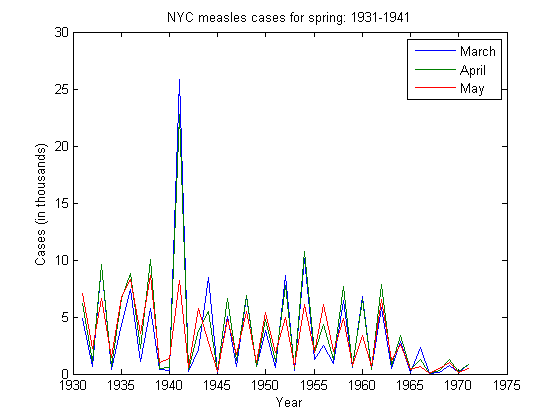 NYC measles cases for spring: 1931-1941
30
25
20
15
10
5
0
Cases (in thousands)
March
April
May
1930 1935 1940 1945 1950 1955 1960 1965 1970 1975
Year